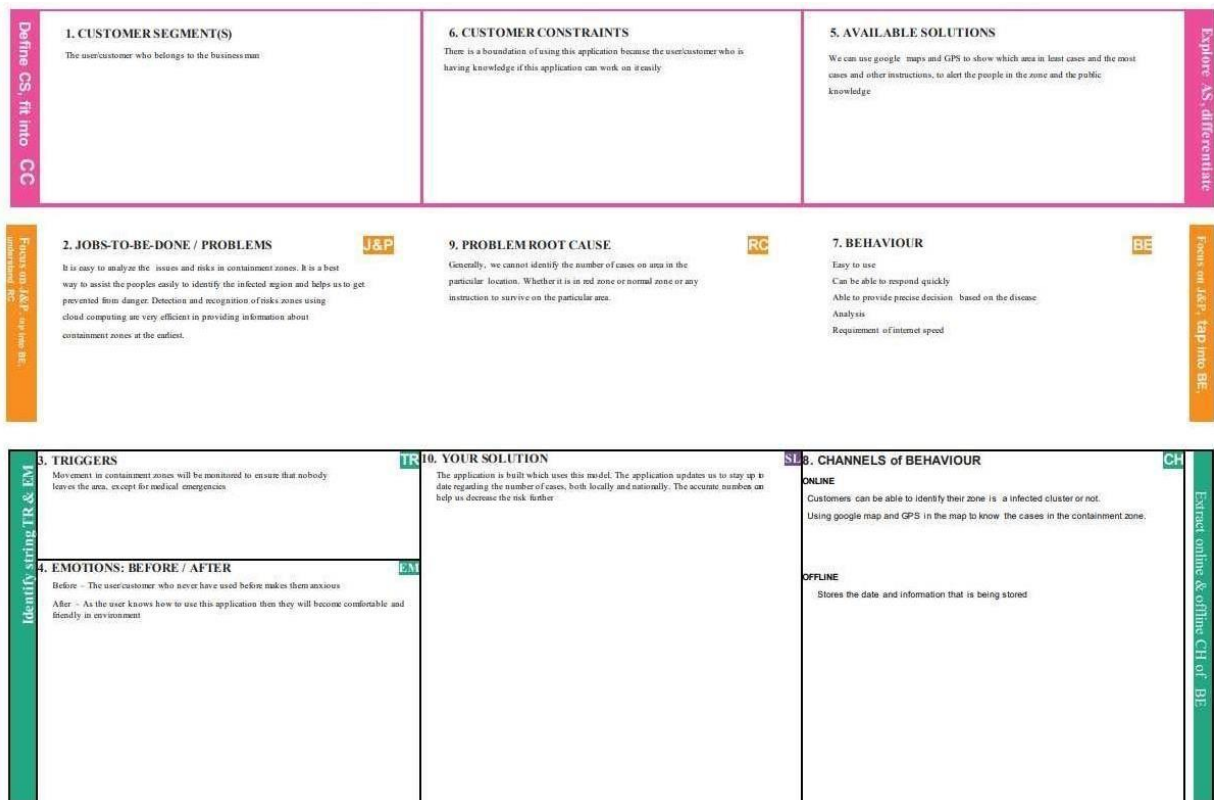 Define CS, fit into CC
1. CUSTOMER SEGMENT(S)
The user/customer who belongs to the business man
6. CUSTOMER CONSTRAINTS
There is a boundation of using this application because the user/customer who is
having knowledge if this application can work on it easily
5. AVAILABLE SOLUTIONS
We can use google maps and GPS to show which area in least cases and the most
cases and other instructions, to alert the people in the zone and the public
knowledge
Explore AS, differentiate
Focus on J&P, tap into BE,
understand RC
2. JOBS-TO-BE-DONE / PROBLEMS
J&P
It is easy to analyze the issues and risks in containment zones. It is a best
way to assist the peoples easily to identify the infected region and helps us to get
prevented from danger. Detection and recognition of risks zones using
cloud computing are very efficient in providing information about
containment zones at the earliest.
9. PROBLEM ROOT CAUSE
RC
Generally, we cannot identify the number of cases on area in the
particular location. Whether it is in red zone or normal zone or any
instruction to survive on the particular area.
7. BEHAVIOUR
BE
Easy to use
Can be able to respond quickly
Able to provide precise decision based on the disease
Analysis
Requirement of internet speed
Focus on J&P, tap into BE,
Identify string TR & EM
3. TRIGGERS
TR
Movement in containment zones will be monitored to ensure that nobody
leaves the area, except for medical emergencies
4. EMOTIONS: BEFORE / AFTER
EM
Before – The user/customer who never have used before makes them anxious
After – As the user knows how to use this application then they will become comfortable and
friendly in environment
10. YOUR SOLUTION
SL
The application is built which uses this model. The application updates us to stay up to
date regarding the number of cases, both locally and nationally. The accurate numbers can
help us decrease the risk further
8. CHANNELS of BEHAVIOUR
CH
ONLINE
Customers can be able to identify their zone is a infected cluster or not.
Using google map and GPS in the map to know the cases in the containment zone.
OFFLINE
Stores the date and information that is being stored
Extract online & offline CH of BE